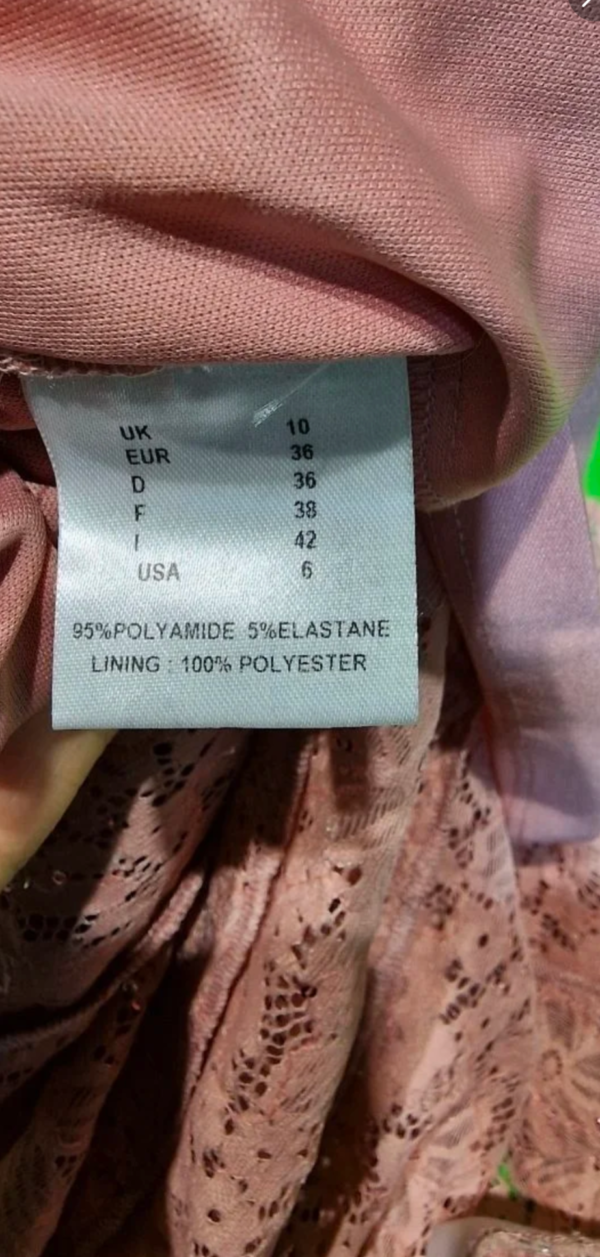 UK 10
EUR 36
D 36
F 38
I 42
USA 6
95%POLYAMIDE 5%ELASTANE
LINING : 100% POLYESTER